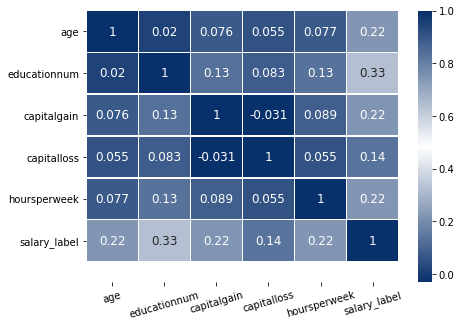 age 1 0.02 0.076 0.055 0.077 0.22
educationnum 0.02 1 0.13 0.083 0.13 0.33
capitalgain 0.076 0.13 1 -0.031 0.089 0.22
capitalloss 0.055 0.083 -0.031 1 0.055 0.14
hoursperweek 0.077 0.13 0.089 0.055 1 0.22
salary_label 0.22 0.33 0.22 0.14 0.22 1
age educationnum capitalgain capitalloss hoursperweek salary_label
1.0
0.8
0.6
0.4
0.2
0.0